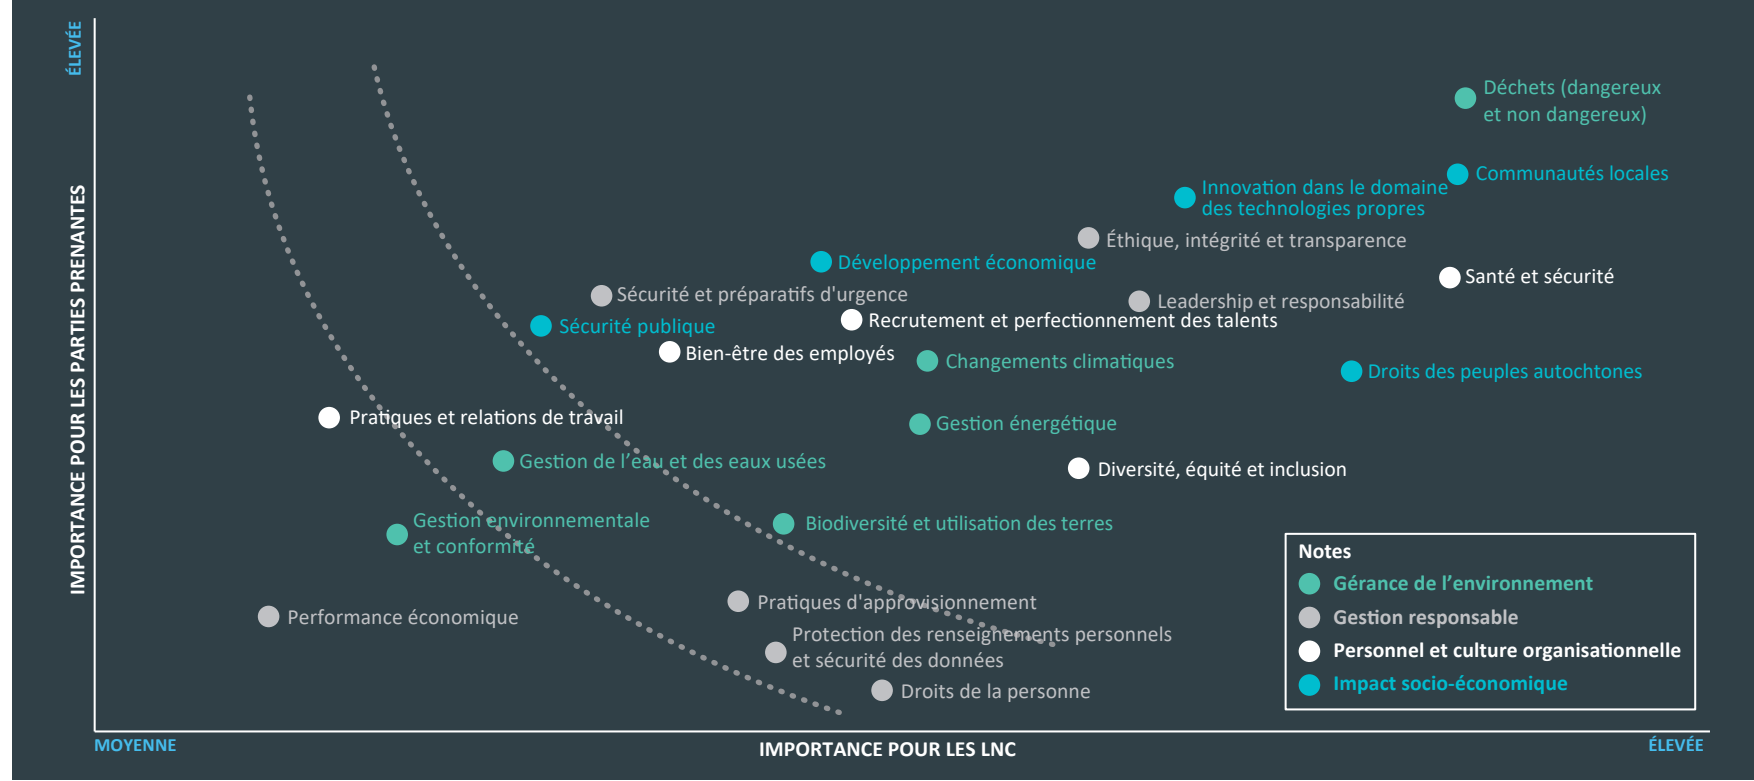 ÉLEVÉE
IMPORTANCE POUR LES PARTIES PRENANTES
Déchets (dangereux
et non dangereux)
Communautés locales
Innovation dans le domaine
des technologies propres
Éthique, intégrité et transparence
Développement économique
Santé et sécurité
Sécurité et préparatifs d'urgence
Leadership et responsabilité
Recrutement et perfectionnement des talents
Sécurité publique
Bien-être des employés
Changements climatiques
Droits des peuples autochtones
Pratiques et relations de travail
Gestion énergétique
Gestion de l’eau et des eaux usées
Diversité, équité et inclusion
Gestion environnementale
et conformité
Biodiversité et utilisation des terres
Pratiques d'approvisionnement
Performance économique
Protection des renseignements personnels
et sécurité des données
Droits de la personne
Notes
Gérance de l’environnement
Gestion responsable
Personnel et culture organisationnelle
Impact socio-économique
MOYENNE
IMPORTANCE POUR LES LNC
ÉLEVÉE